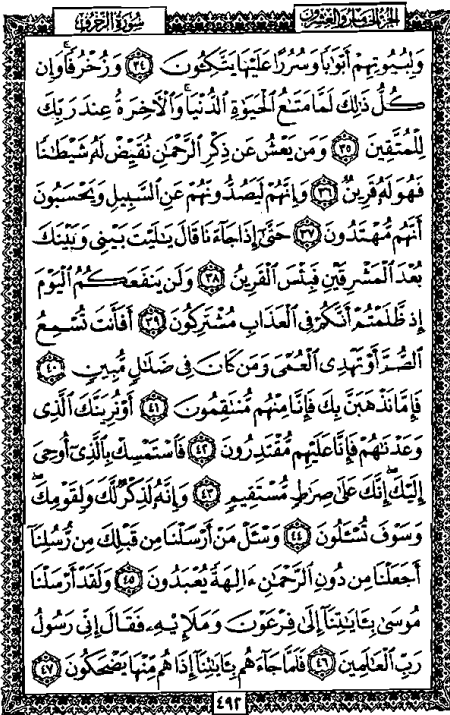 الجزء الخامس والعشرون
سورة الزخرف
وَلِبُيُوتِهِمْ أَبْوَٰبًا وَسُرُرًا عَلَيْهَا يَتَّكِـُٔونَ ٣٤ وَزُخْرُفًا ۚ وَإِن
كُلُّ ذَٰلِكَ لَمَّا مَتَـٰعُ ٱلْحَيَوٰةِ ٱلدُّنْيَا ۚ وَٱلْـَٔاخِرَةُ عِندَ رَبِّكَ
لِلْمُتَّقِينَ ٣٥ وَمَن يَعْشُ عَن ذِكْرِ ٱلرَّحْمَـٰنِ نُقَيِّضْ لَهُۥ شَيْطَـٰنًا
فَهُوَ لَهُۥ قَرِينٌ ٣٦ وَإِنَّهُمْ لَيَصُدُّونَهُمْ عَنِ ٱلسَّبِيلِ وَيَحْسَبُونَ
أَنَّهُم مُّهْتَدُونَ ٣٧ حَتَّىٰٓ إِذَا جَآءَنَا قَالَ يَـٰلَيْتَ بَيْنِى وَبَيْنَكَ
بُعْدَ ٱلْمَشْرِقَيْنِ فَبِئْسَ ٱلْقَرِينُ ٣٨ وَلَن يَنفَعَكُمُ ٱلْيَوْمَ
إِذ ظَّلَمْتُمْ أَنَّكُمْ فِى ٱلْعَذَابِ مُشْتَرِكُونَ ٣٩ أَفَأَنتَ تُسْمِعُ
ٱلصُّمَّ أَوْ تَهْدِى ٱلْعُمْىَ وَمَن كَانَ فِى ضَلَـٰلٍ مُّبِينٍ ٤٠
فَإِمَّا نَذْهَبَنَّ بِكَ فَإِنَّا مِنْهُم مُّنتَقِمُونَ ٤١ أَوْ نُرِيَنَّكَ ٱلَّذِى
وَعَدْنَـٰهُمْ فَإِنَّا عَلَيْهِم مُّقْتَدِرُونَ ٤٢ فَٱسْتَمْسِكْ بِٱلَّذِىٓ أُوحِىَ
إِلَيْكَ ۖ إِنَّكَ عَلَىٰ صِرَٰطٍ مُّسْتَقِيمٍ ٤٣ وَإِنَّهُۥ لَذِكْرٌ لَّكَ وَلِقَوْمِكَ ۖ
وَسَوْفَ تُسْـَٔلُونَ ٤٤ وَسْـَٔلْ مَنْ أَرْسَلْنَا مِن قَبْلِكَ مِن رُّسُلِنَآ
أَجَعَلْنَا مِن دُونِ ٱلرَّحْمَـٰنِ ءَالِهَةً يُعْبَدُونَ ٤٥ وَلَقَدْ أَرْسَلْنَا
مُوسَىٰ بِـَٔايَـٰتِنَآ إِلَىٰ فِرْعَوْنَ وَمَلَإِي۟هِۦ فَقَالَ إِنِّى رَسُولُ
رَبِّ ٱلْعَـٰلَمِينَ ٤٦ فَلَمَّا جَآءَهُم بِـَٔايَـٰتِنَآ إِذَا هُم مِّنْهَا يَضْحَكُونَ ٤٧
٤٩٢